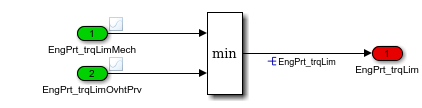 1
EngPrt_trqLimMech
2
EngPrt_trqLimOvhtPrv
min
EngPrt_trqLim
1
EngPrt_trqLim